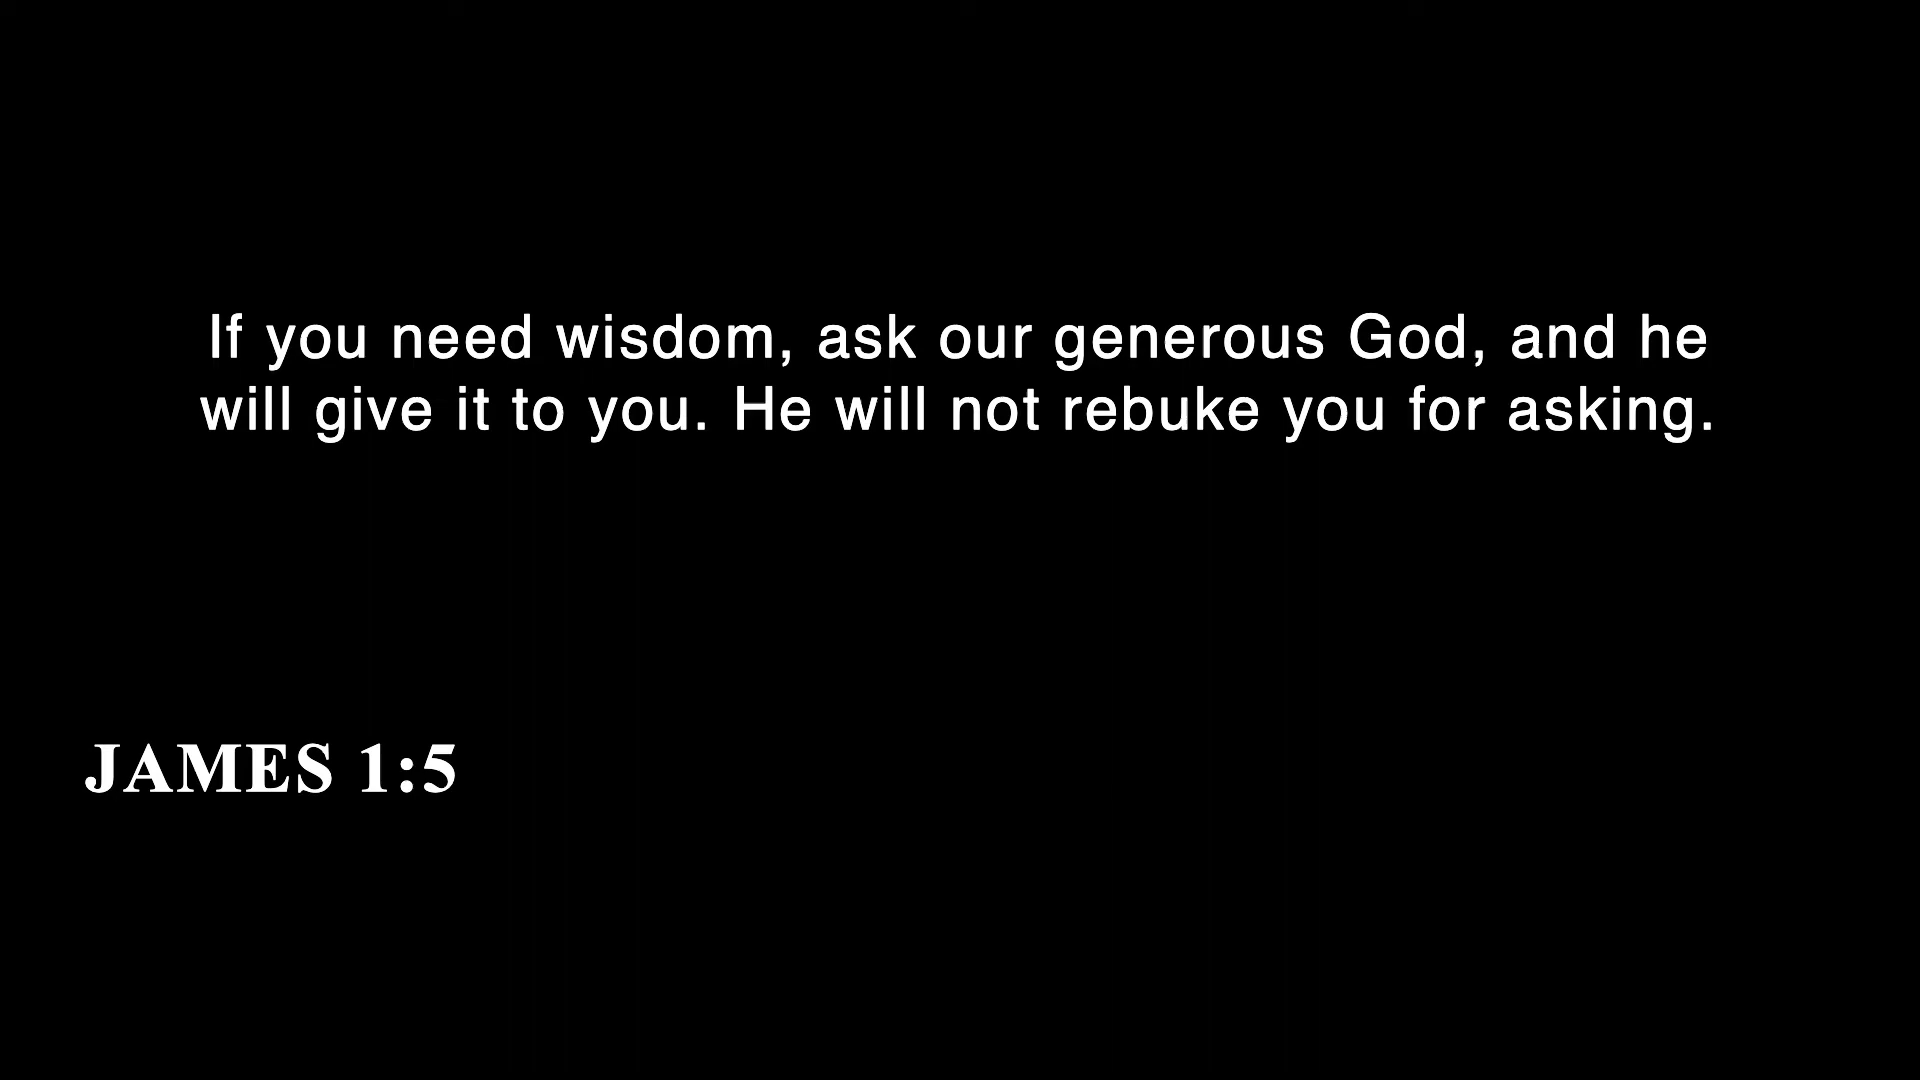 If you need wisdom, ask our generous God, and he
will give it to you. He will not rebuke you for asking.
JAMES 1:5